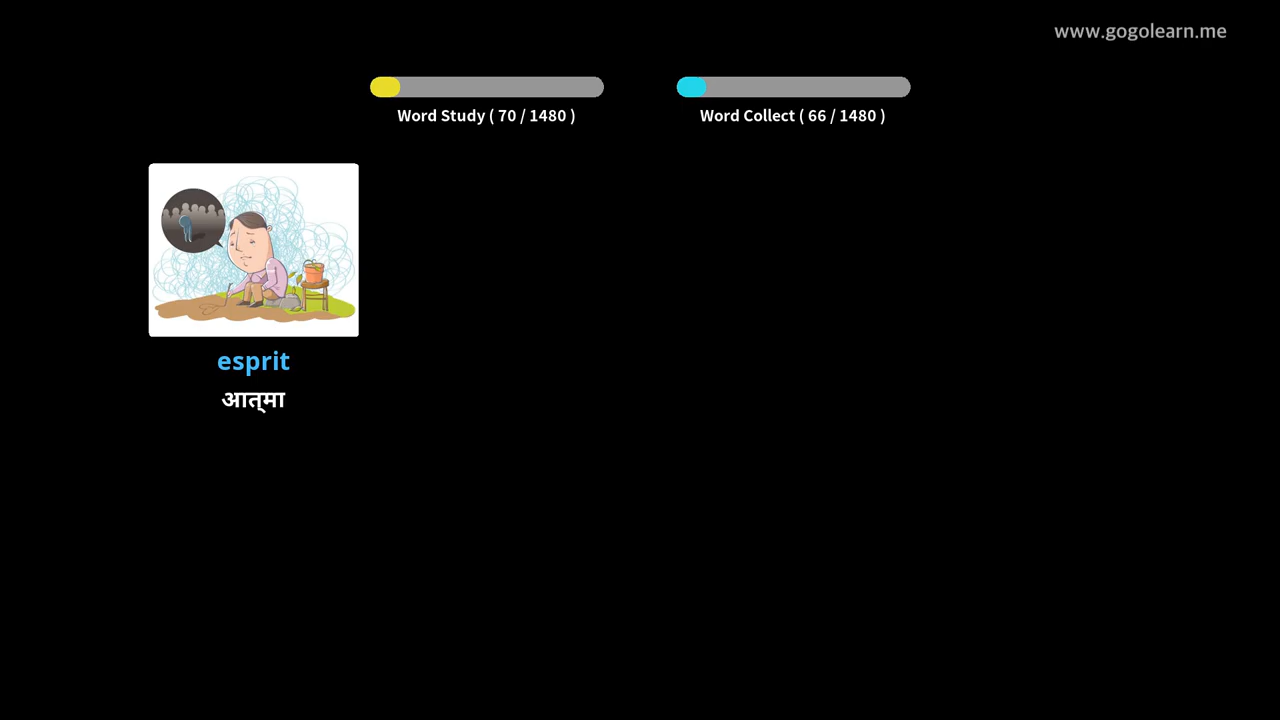 www.gogolearn.me
Word Study ( 70 / 1480 )
Word Collect ( 66 / 1480 )
esprit
आत्‌मा